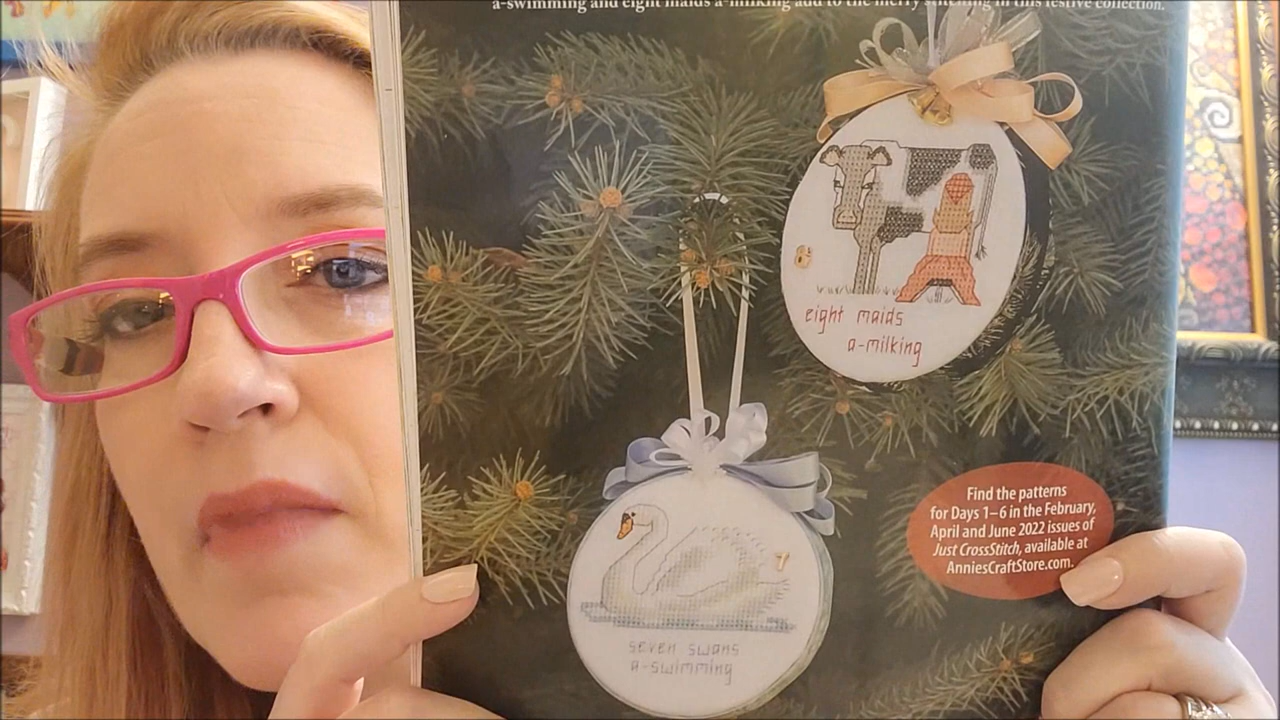 a-swimming and eight maids a-milking add to the merry stitching in this festive collection.
8
eight maids
a-milking
Find the patterns
for Days 1–6 in the February,
April and June 2022 issues of
Just CrossStitch, available at
AnniesCraftStore.com.
7
seven swans
a-swimming